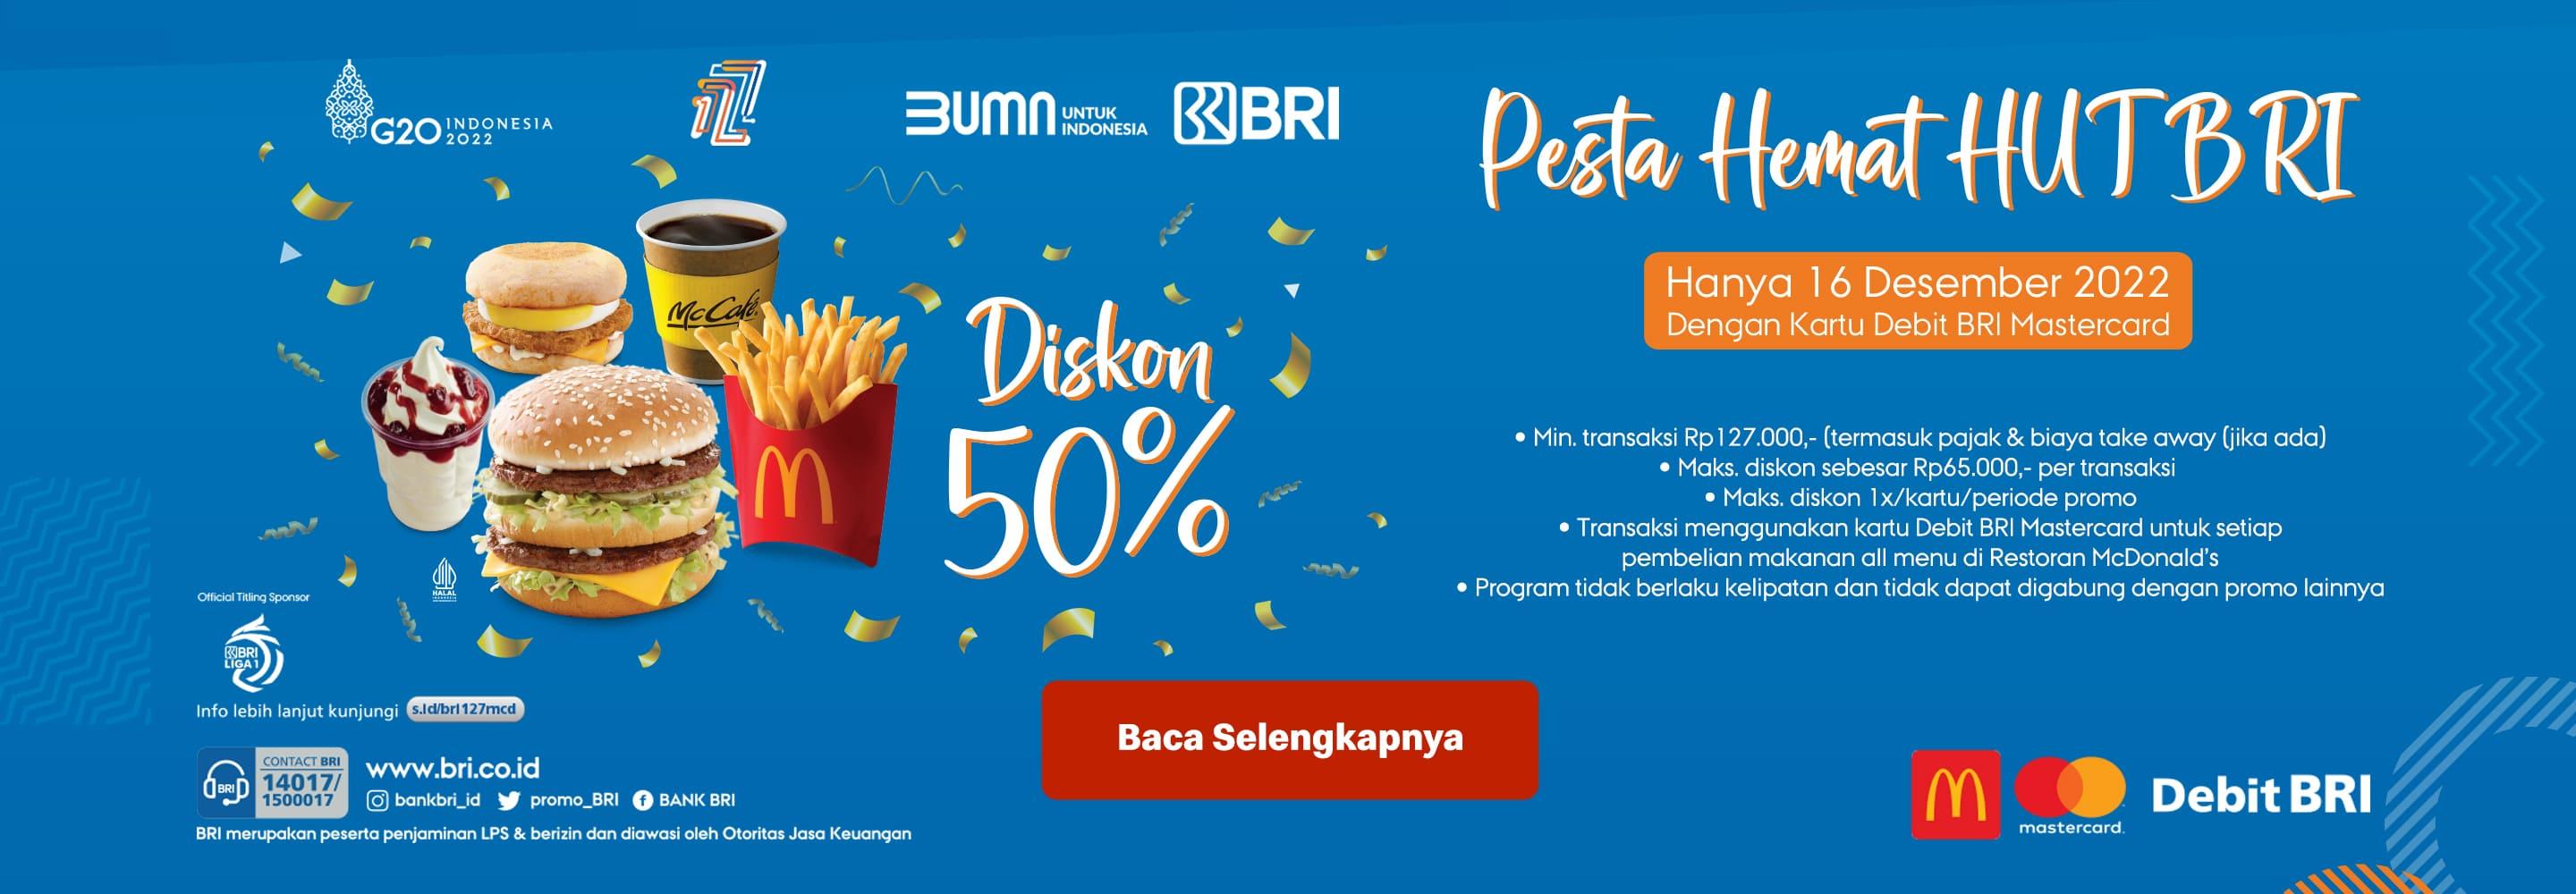 G20 INDONESIA
2022
127
BUMN UNTUK
INDONESIA
BRI
Pesta Hemat HUT BRI
Hanya 16 Desember 2022
Dengan Kartu Debit BRI Mastercard
McCafé
Diskon
50%
• Min. transaksi Rp127.000,- (termasuk pajak & biaya take away (jika ada)
• Maks. diskon sebesar Rp65.000,- per transaksi
• Maks. diskon 1x/kartu/periode promo
• Transaksi menggunakan kartu Debit BRI Mastercard untuk setiap
pembelian makanan all menu di Restoran McDonald's
• Program tidak berlaku kelipatan dan tidak dapat digabung dengan promo lainnya
HALAL
INDONESIA
Official Titling Sponsor
BRI
LIGA 1
Info lebih lanjut kunjungi s.id/bri127mcd
Baca Selengkapnya
BRI
CONTACT BRI
14017/
1500017
www.bri.co.id
bankbri_id promo_BRI BANK BRI
BRI merupakan peserta penjaminan LPS & berizin dan diawasi oleh Otoritas Jasa Keuangan
mastercard.
Debit BRI